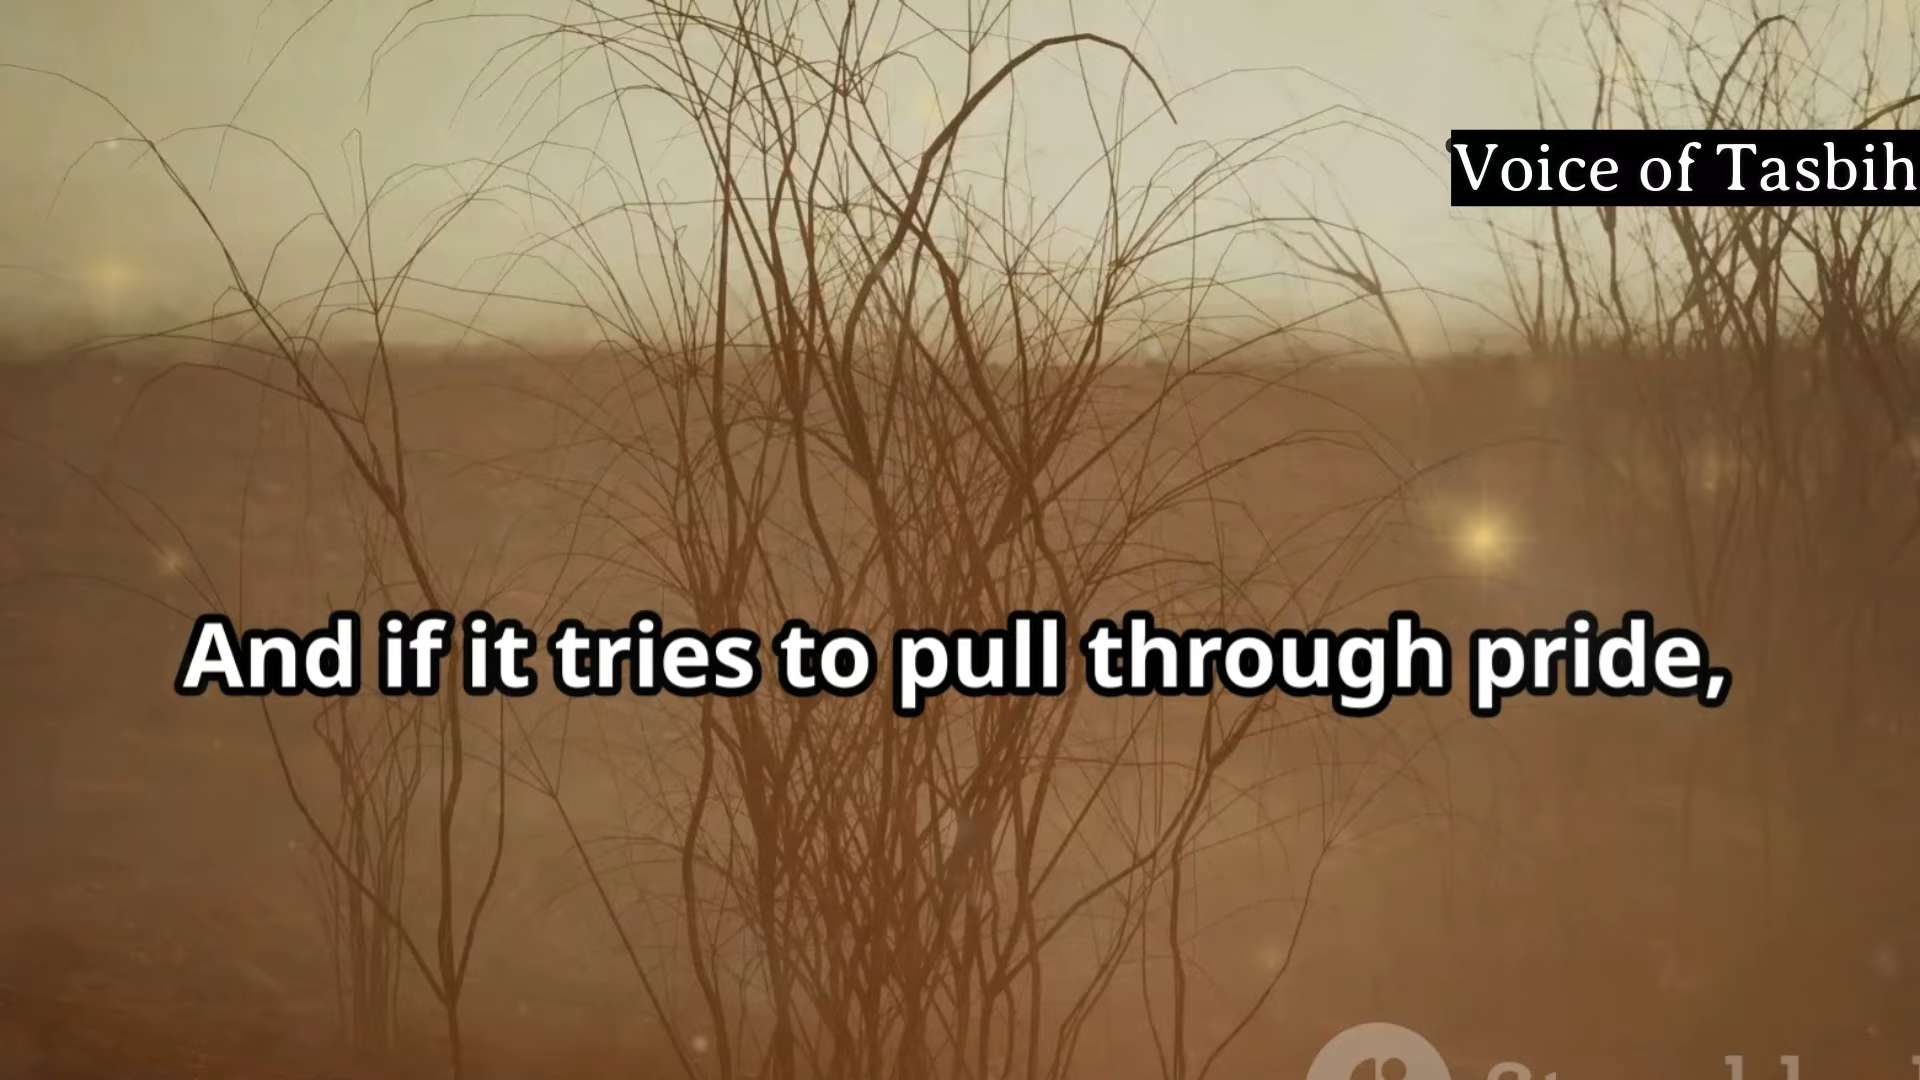 Voice of Tasbih
And if it tries to pull through pride,